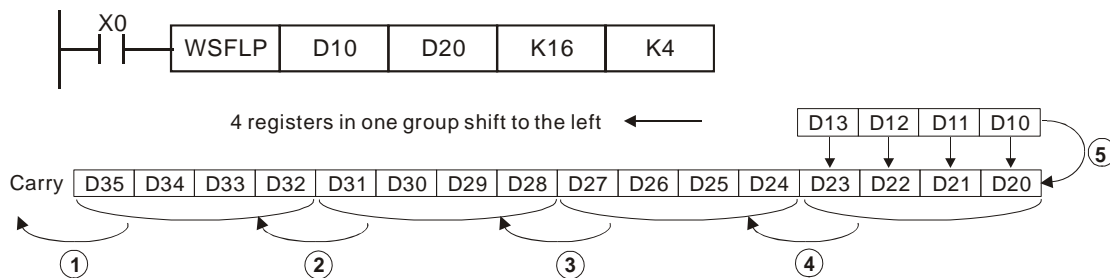 X0
WSFLP D10 D20 K16 K4
4 registers in one group shift to the left
D13 D12 D11 D10
5
Carry D35 D34 D33 D32 D31 D30 D29 D28 D27 D26 D25 D24 D23 D22 D21 D20
1 2 3 4